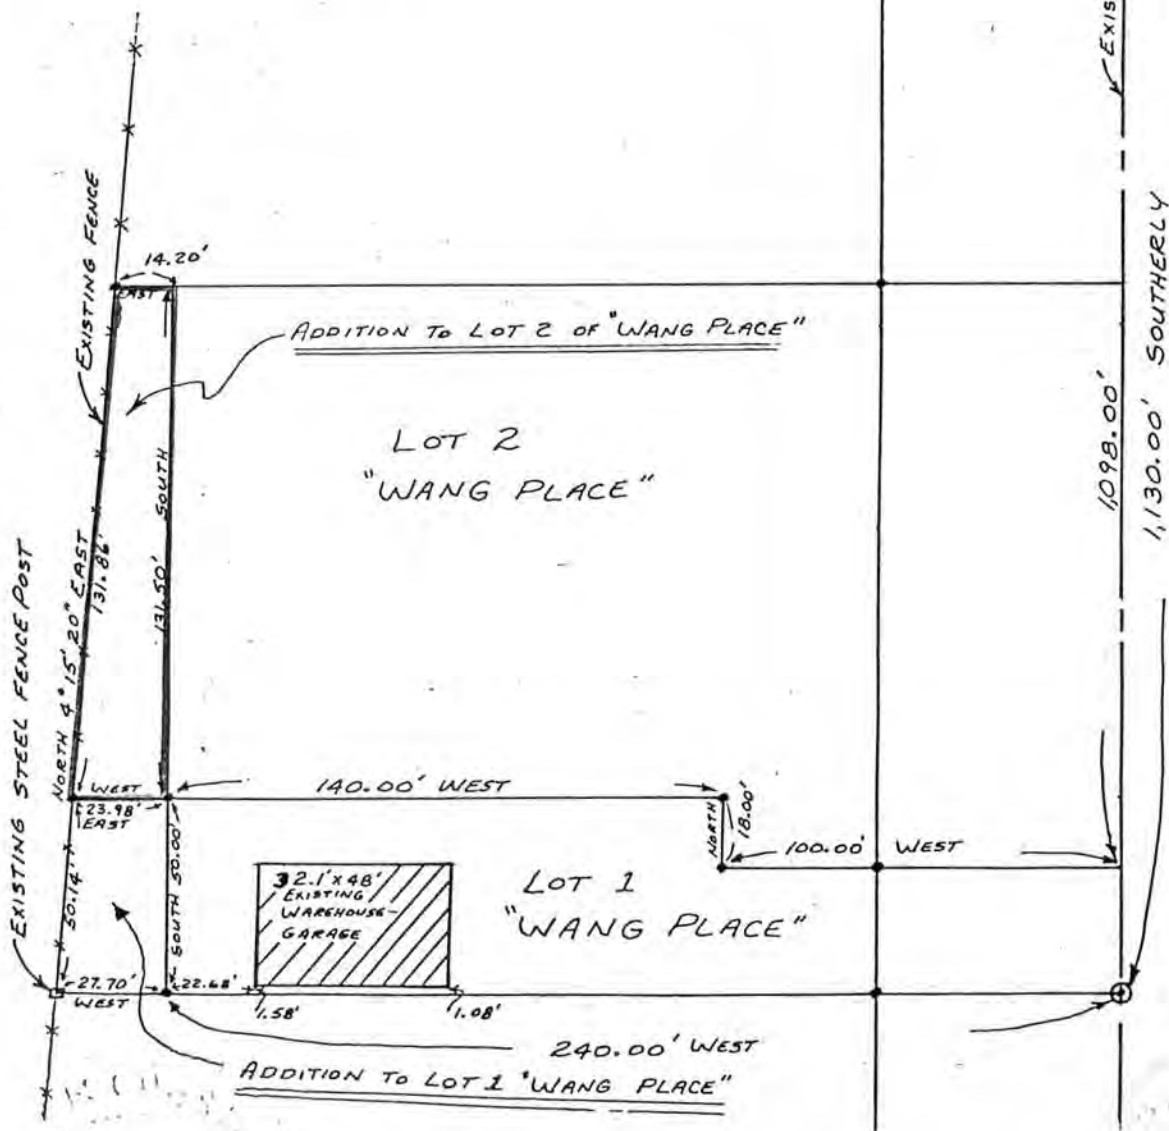 EXIS
EXISTING FENCE
14.20'
EAST
ADDITION TO LOT 2 OF "WANG PLACE"
1,130.00' SOUTHERLY
1,098.00'
LOT 2
"WANG PLACE"
SOUTH
131.50'
NORTH 4° 15' 20" EAST
131.86'
EXISTING STEEL FENCE POST
WEST
23.98'
EAST
140.00' WEST
NORTH
18.00'
100.00' WEST
50.14'
SOUTH 50.00'
32.1' X 48'
EXISTING
WAREHOUSE-
GARAGE
LOT 1
"WANG PLACE"
27.70'
WEST
22.68'
1.58'
1.08'
240.00' WEST
ADDITION TO LOT 1 "WANG PLACE"